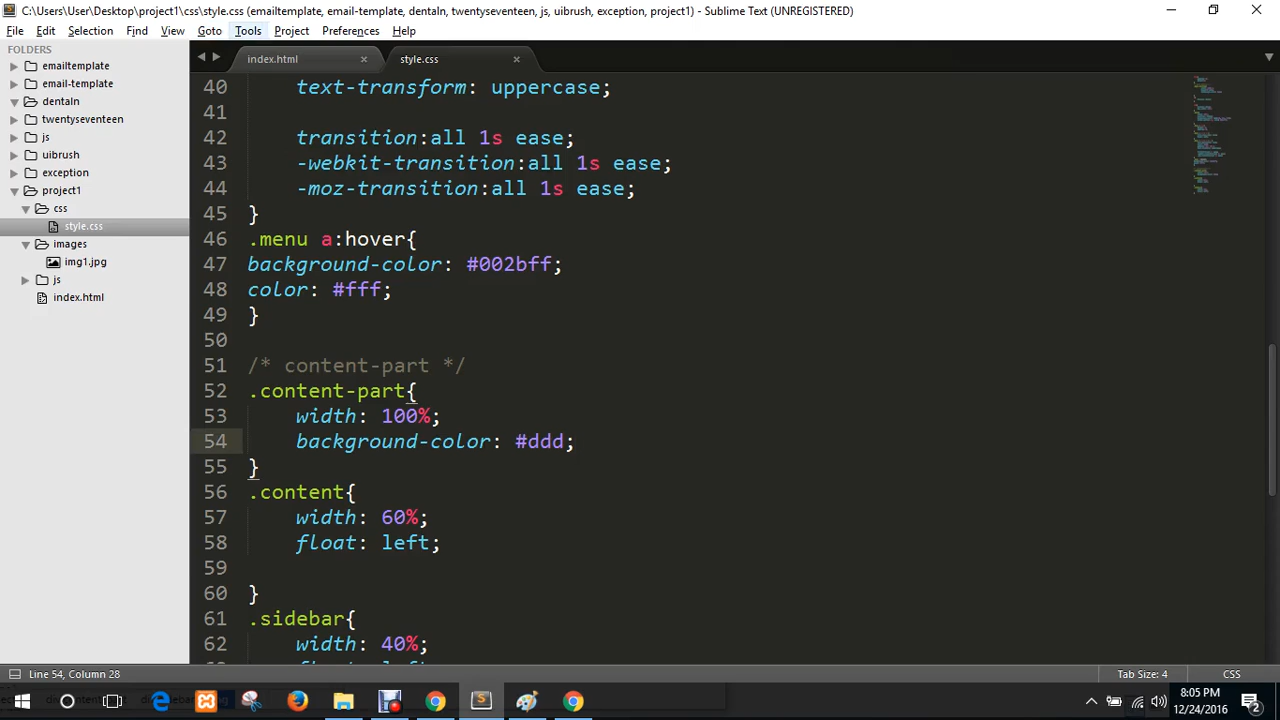 C:\Users\User\Desktop\project1\css\style.css (emailtemplate, email-template, dentaln, twentyseventeen, js, uibrush, exception, project1) - Sublime Text (UNREGISTERED)
File Edit Selection Find View Goto Tools Project Preferences Help
FOLDERS
emailtemplate
email-template
dentaln
twentyseventeen
js
uibrush
exception
project1
css
style.css
images
img1.jpg
js
index.html
index.html × style.css ×
40 text-transform: uppercase;
41
42 transition:all 1s ease;
43 -webkit-transition:all 1s ease;
44 -moz-transition:all 1s ease;
45 }
46 .menu a:hover{
47 background-color: #002bff;
48 color: #fff;
49 }
50
51 /* content-part */
52 .content-part{
53 width: 100%;
54 background-color: #ddd;
55 }
56 .content{
57 width: 60%;
58 float: left;
59
60 }
61 .sidebar{
62 width: 40%;
Line 54, Column 28
Tab Size: 4
CSS
8:05 PM
12/24/2016
2